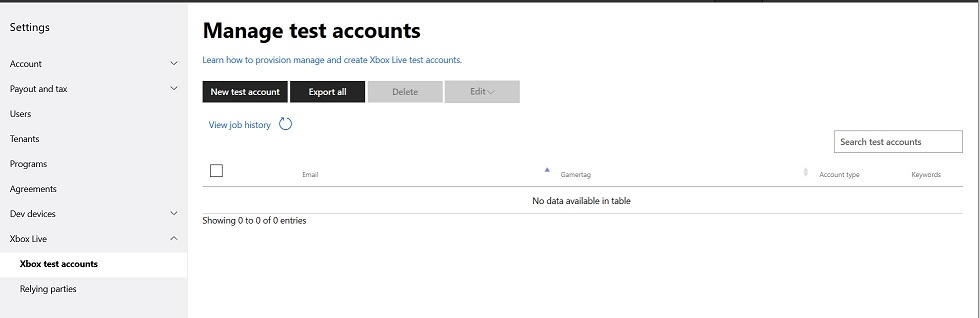 Settings
Account
Payout and tax
Users
Tenants
Programs
Agreements
Dev devices
Xbox Live
Xbox test accounts
Relying parties
Manage test accounts
Learn how to provision manage and create Xbox Live test accounts.
New test account Export all Delete Edit
View job history
Search test accounts
Email Gamertag Account type Keywords
No data available in table
Showing 0 to 0 of 0 entries